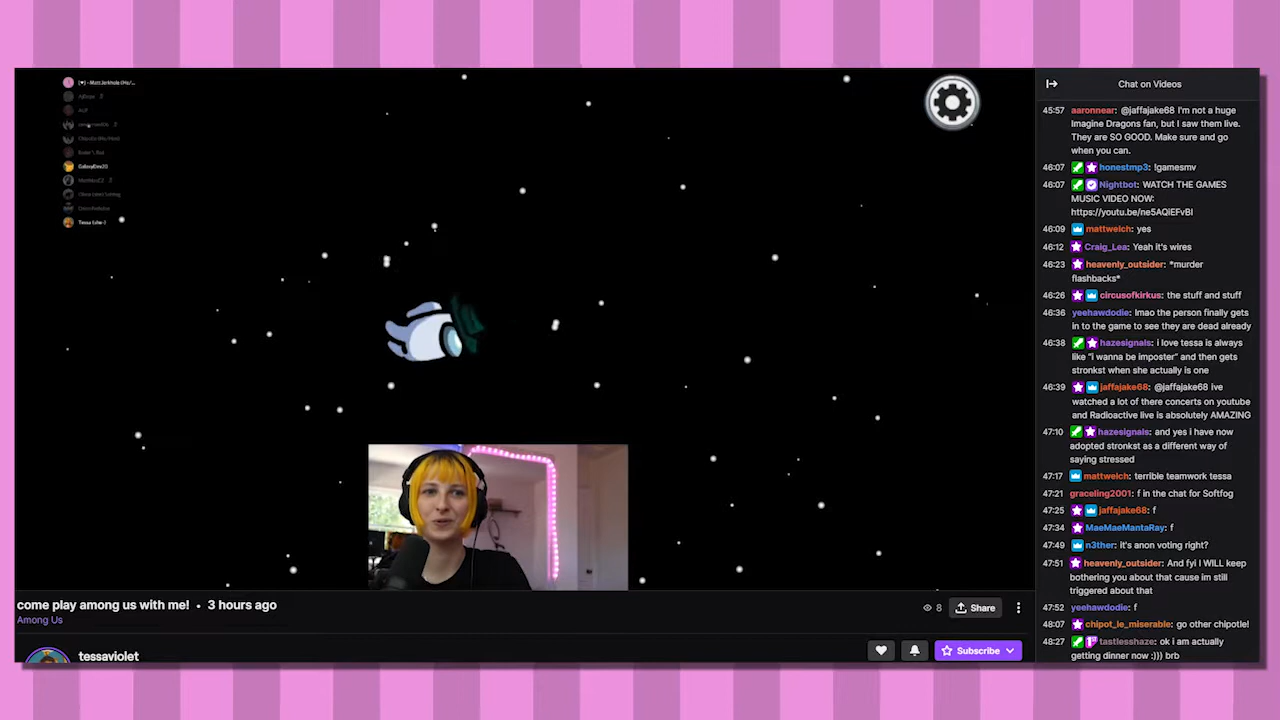 Chat on Videos
45:57 aaronnear: @jaffajake68 I'm not a huge
Imagine Dragons fan, but I saw them live.
They are SO GOOD. Make sure and go
when you can.
46:07 honestmp3: !gamesmv
46:07 Nightbot: WATCH THE GAMES
MUSIC VIDEO NOW:
https://youtu.be/ne5AQiEFvBI
46:09 mattwelch: yes
46:12 Craig_Lea: Yeah it's wires
46:23 heavenly_outsider: *murder
flashbacks*
46:26 circusofkirkus: the stuff and stuff
46:36 yeehawdodie: lmao the person finally gets
in to the game to see they are dead already
46:38 hazesignals: i love tessa is always
like "i wanna be imposter" and then gets
stronkst when she actually is one
46:39 jaffajake68: @jaffajake68 ive
watched a lot of there concerts on youtube
and Radioactive live is absolutely AMAZING
47:10 hazesignals: and yes i have now
adopted stronkst as a different way of
saying stressed
47:17 mattwelch: terrible teamwork tessa
47:21 graceling2001: f in the chat for Softfog
47:25 jaffajake68: f
47:34 MaeMaeMantaRay: f
47:49 n3ther: it's anon voting right?
47:51 heavenly_outsider: And fyi I WILL keep
bothering you about that cause im still
triggered about that
47:52 yeehawdodie: f
48:07 chipot_le_miserable: go other chipotle!
48:27 tastlesshaze: ok i am actually
getting dinner now :))) brb
come play among us with me! • 3 hours ago
8 Share
Among Us
tessaviolet
Subscribe